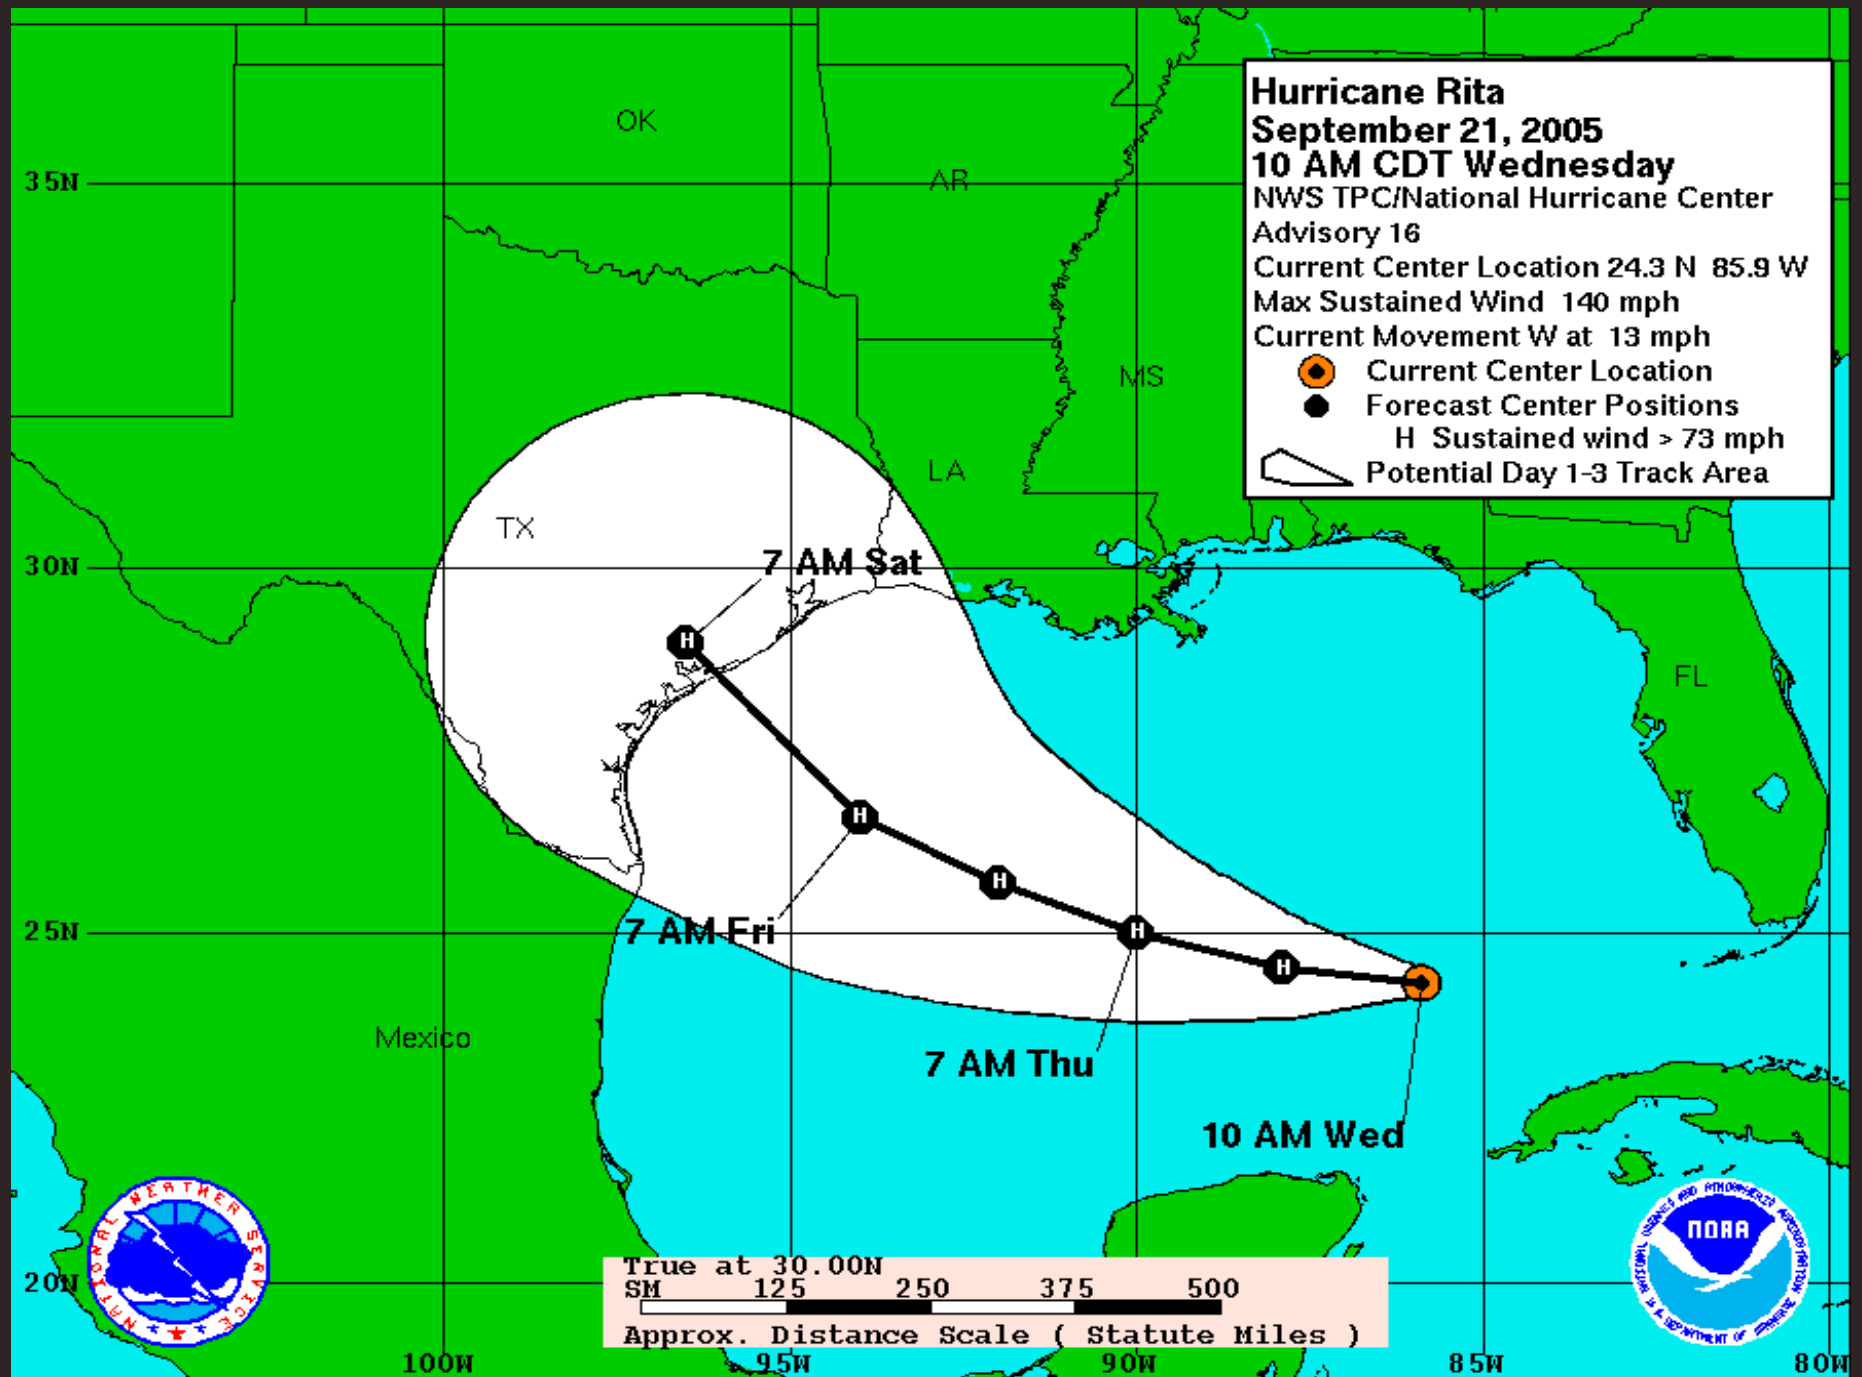 Hurricane Rita
September 21, 2005
10 AM CDT Wednesday
NWS TPC/National Hurricane Center
Advisory 16
Current Center Location 24.3 N 85.9 W
Max Sustained Wind 140 mph
Current Movement W at 13 mph
Current Center Location
Forecast Center Positions
H Sustained wind > 73 mph
Potential Day 1-3 Track Area
OK
35N
AR
MS
LA
TX
7 AM Sat
30N
H
FL
H
H
7 AM Fri
25N
H
H
Mexico
7 AM Thu
10 AM Wed
NATIONAL WEATHER SERVICE
NOAA
20N
True at 30.00N
SM 125 250 375 500
Approx. Distance Scale ( Statute Miles )
100W 95W 90W 85W 80W